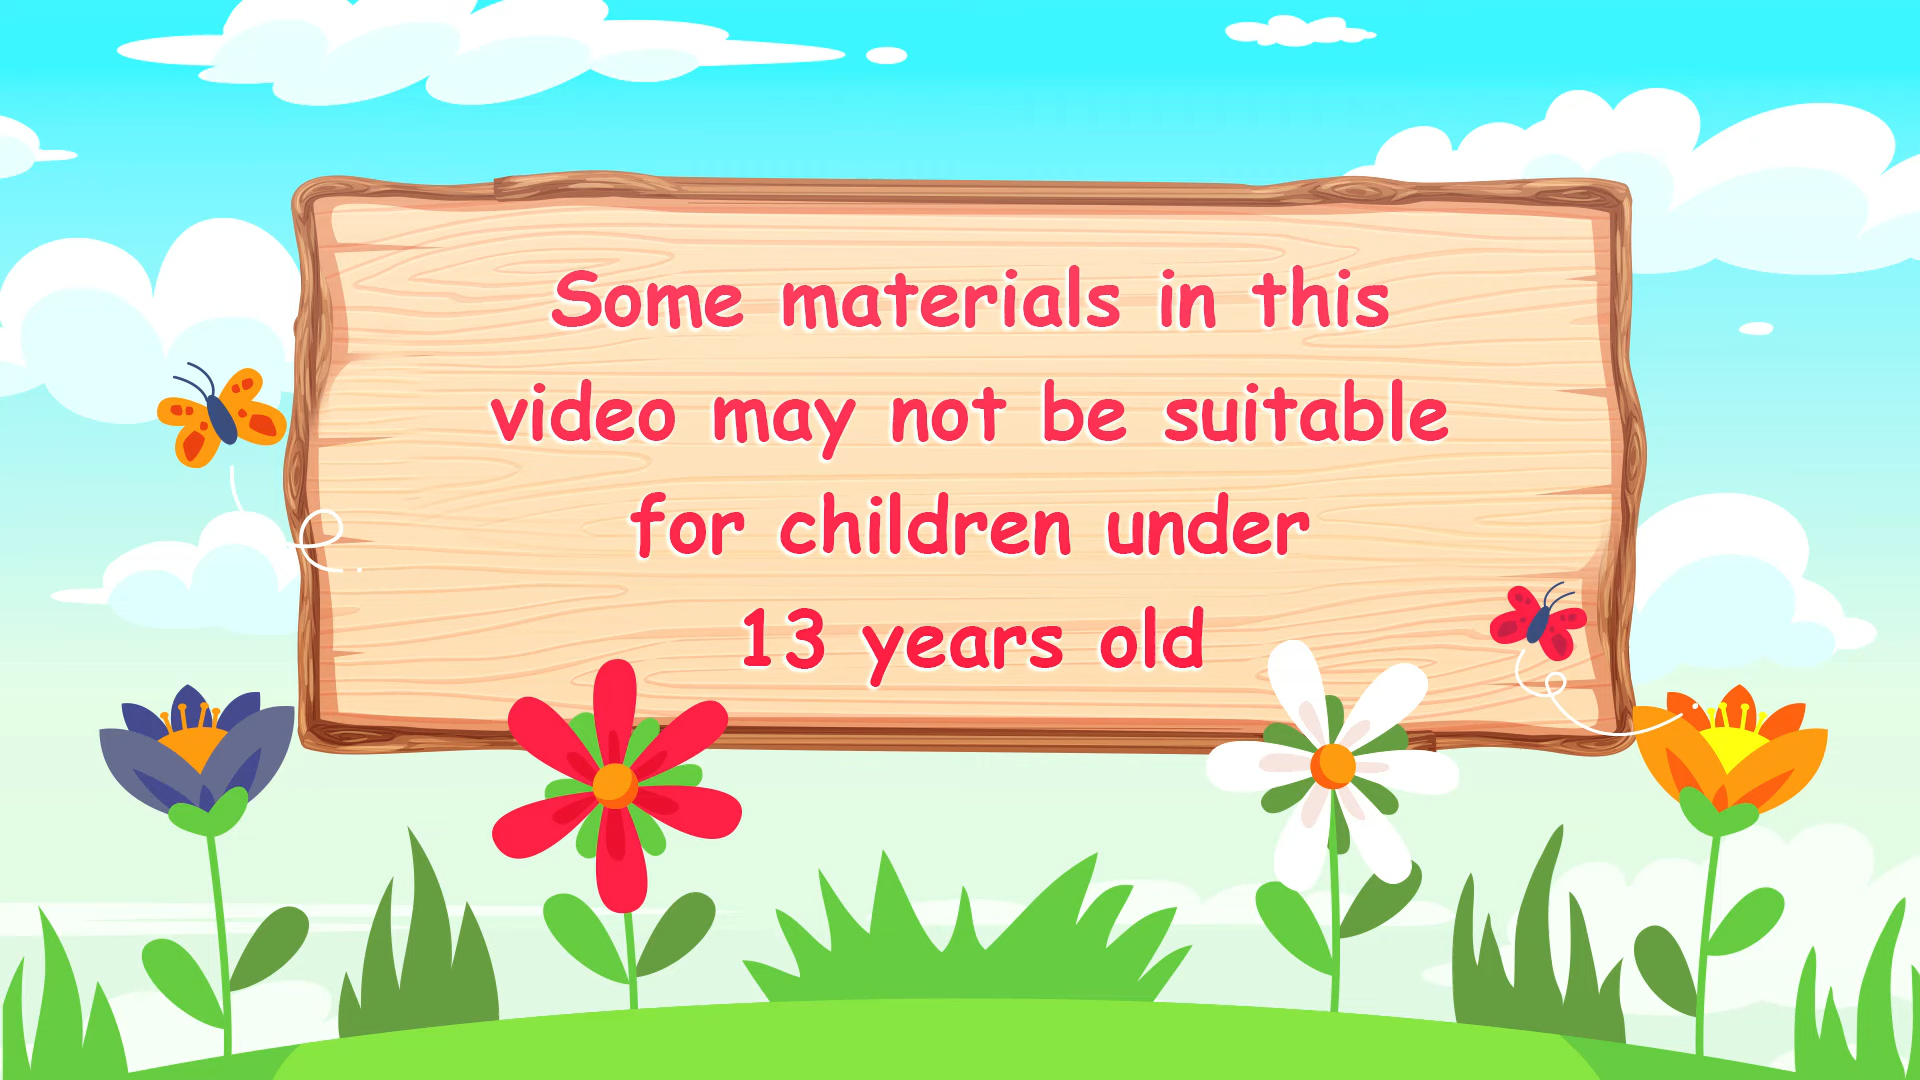 Some materials in this
video may not be suitable
for children under
13 years old